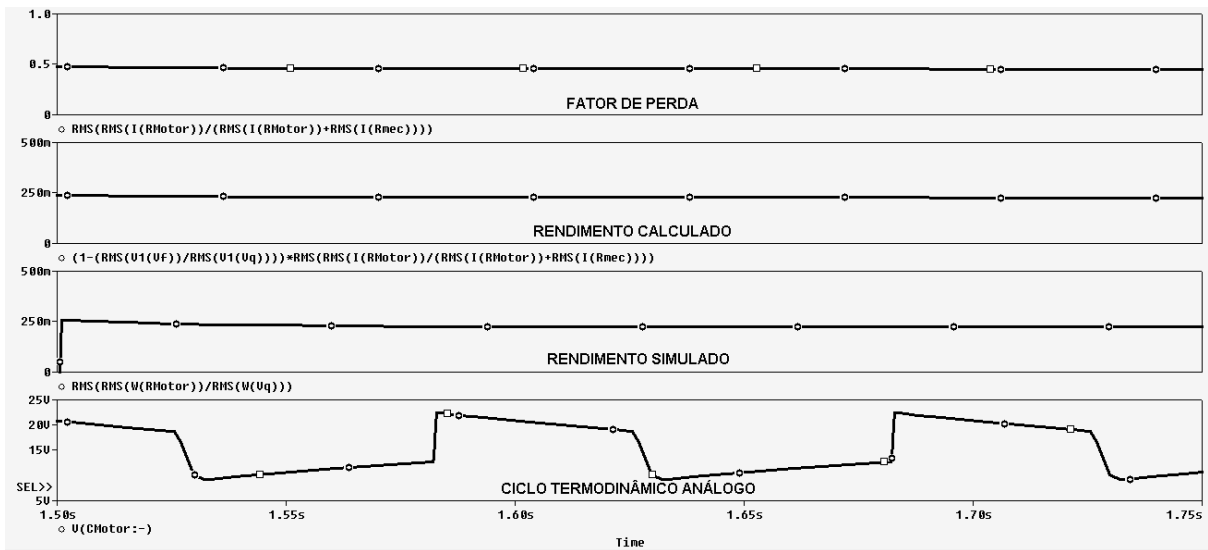 1.0
0.5
0
FATOR DE PERDA
RMS(RMS(I(RMotor))/(RMS(I(RMotor))+RMS(I(Rmec))))
500m
250m
0
RENDIMENTO CALCULADO
(1-(RMS(V1(Vf))/RMS(V1(Vq))))*RMS(RMS(I(RMotor))/(RMS(I(RMotor))+RMS(I(Rmec))))
500m
250m
0
RENDIMENTO SIMULADO
RMS(RMS(W(RMotor))/RMS(W(Vq)))
25V
20V
15V
SEL>>
5V
CICLO TERMODINÂMICO ANÁLOGO
1.50s 1.55s 1.60s 1.65s 1.70s 1.75s
V(CMotor:-)
Time